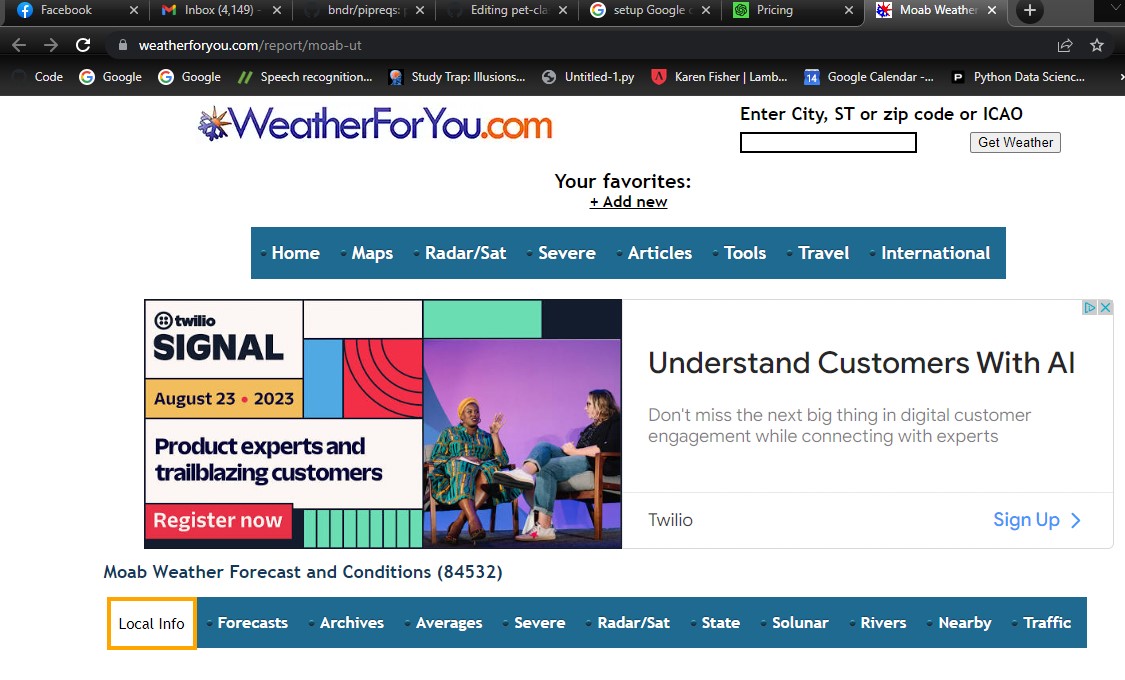 Facebook
Inbox (4,149) -
bndr/pipreqs:
Editing pet-cla
setup Google
Pricing
Moab Weather
weatherforyou.com/report/moab-ut
Code
Google
Google
Speech recognition...
Study Trap: Illusions...
Untitled-1.py
Karen Fisher | Lamb...
14
Google Calendar -...
Python Data Scienc...
WeatherForYou.com
Enter City, ST or zip code or ICAO
Get Weather
Your favorites:
+ Add new
Home Maps Radar/Sat Severe Articles Tools Travel International
twilio
SIGNAL
August 23 • 2023
Product experts and
trailblazing customers
Register now
Understand Customers With AI
Don't miss the next big thing in digital customer
engagement while connecting with experts
Twilio
Sign Up
Moab Weather Forecast and Conditions (84532)
Local Info Forecasts Archives Averages Severe Radar/Sat State Solunar Rivers Nearby Traffic